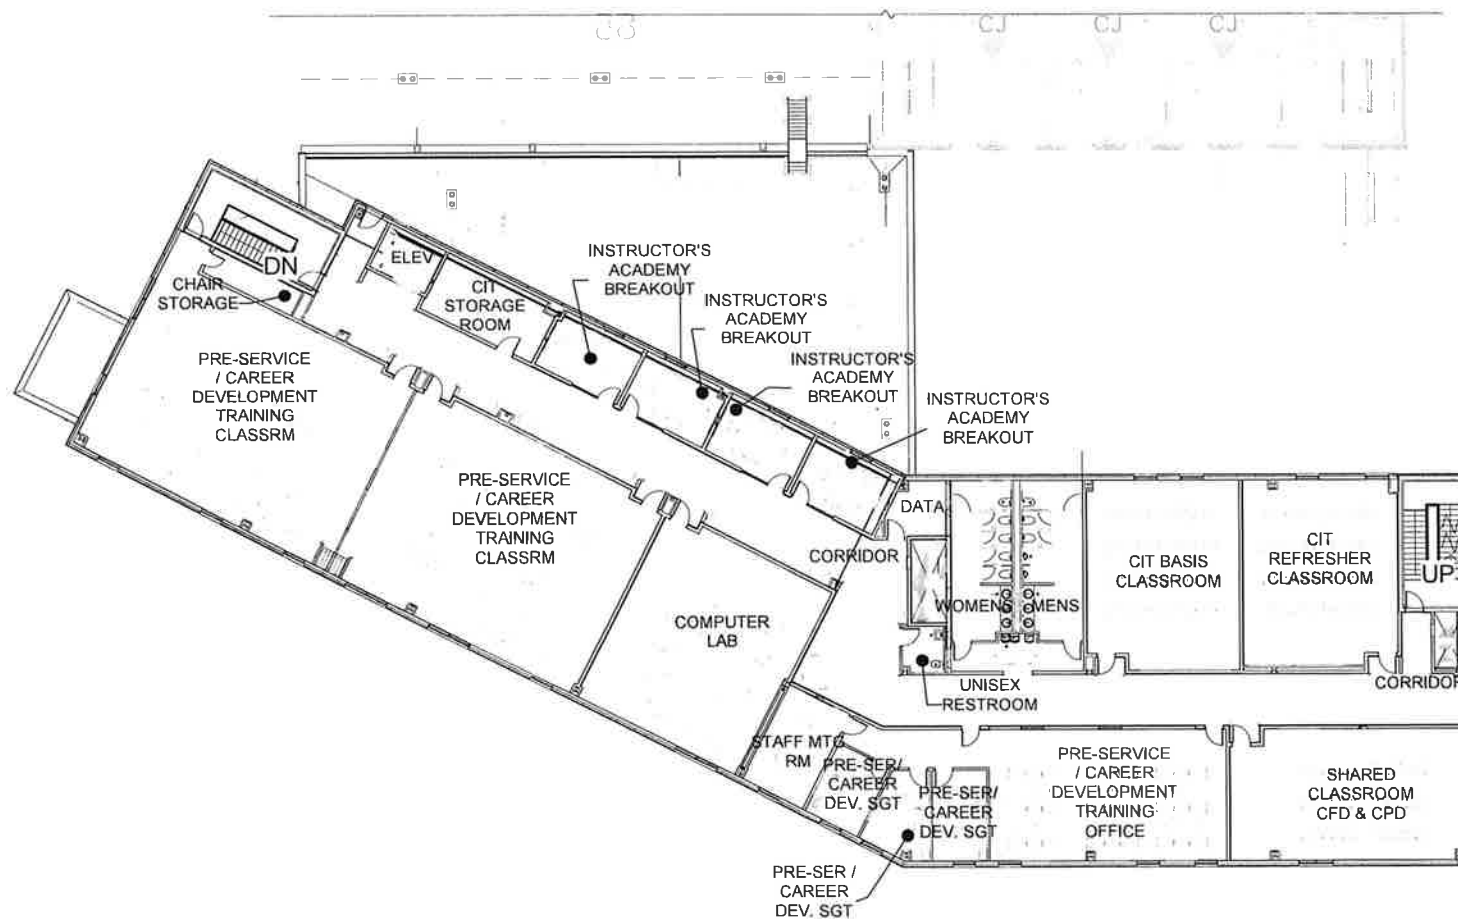 CJ
CJ
CJ
ELEV
DN
CHAIR
STORAGE
CIT
STORAGE
ROOM
INSTRUCTOR'S
ACADEMY
BREAKOUT
INSTRUCTOR'S
ACADEMY
BREAKOUT
INSTRUCTOR'S
ACADEMY
BREAKOUT
INSTRUCTOR'S
ACADEMY
BREAKOUT
PRE-SERVICE
/ CAREER
DEVELOPMENT
TRAINING
CLASSRM
PRE-SERVICE
/ CAREER
DEVELOPMENT
TRAINING
CLASSRM
COMPUTER
LAB
DATA
CORRIDOR
WOMENS
MENS
UNISEX
RESTROOM
CIT BASIS
CLASSROOM
CIT
REFRESHER
CLASSROOM
UP
CORRIDOR
STAFF MTG
RM
PRE-SER/
CAREER
DEV. SGT
PRE-SER/
CAREER
DEV. SGT
PRE-SER /
CAREER
DEV. SGT
PRE-SERVICE
/ CAREER
DEVELOPMENT
TRAINING
OFFICE
SHARED
CLASSROOM
CFD & CPD